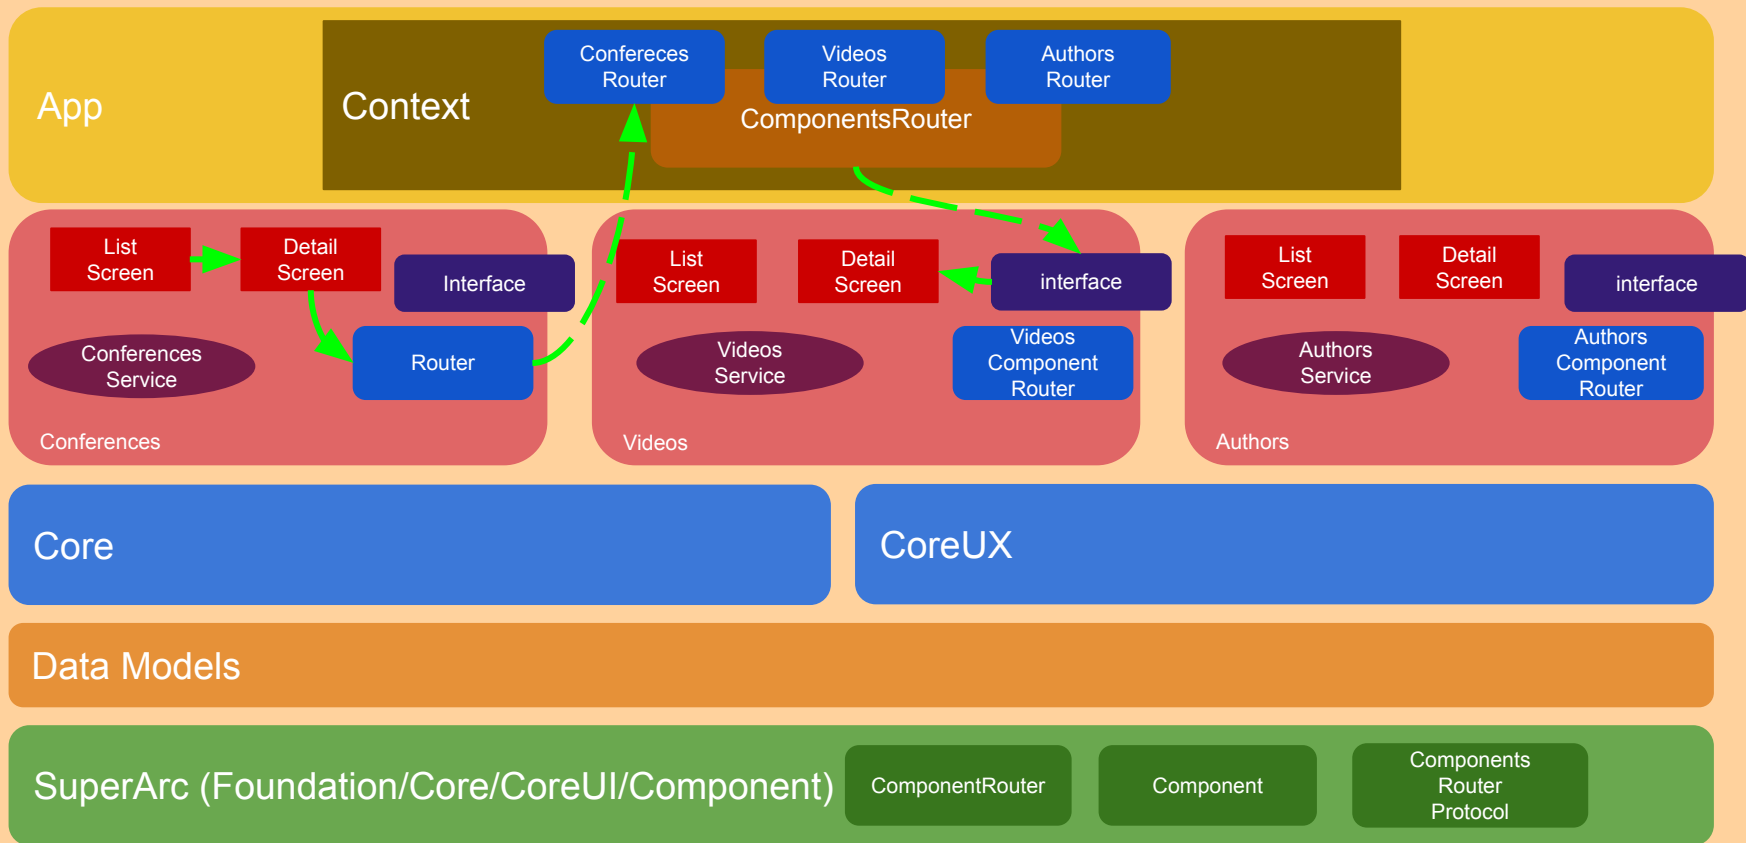 App
Context
Confereces
Router
Videos
Router
Authors
Router
ComponentsRouter
List
Screen
Detail
Screen
Interface
Conferences
Service
Router
Conferences
List
Screen
Detail
Screen
interface
Videos
Service
Videos
Component
Router
Videos
List
Screen
Detail
Screen
interface
Authors
Service
Authors
Component
Router
Authors
Core
CoreUX
Data Models
SuperArc (Foundation/Core/CoreUI/Component)
ComponentRouter
Component
Components
Router
Protocol